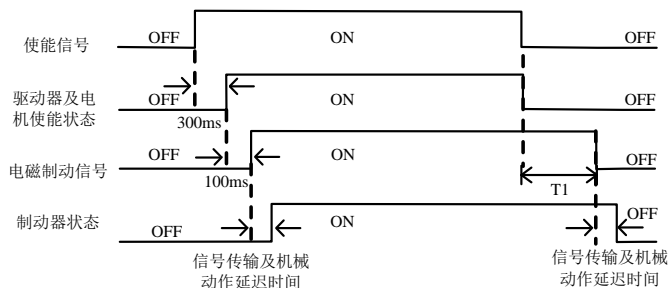 使能信号
OFF
ON
OFF
驱动器及电
机使能状态
OFF
ON
OFF
300ms
电磁制动信号
OFF
ON
OFF
100ms
T1
制动器状态
OFF
ON
OFF
信号传输及机械
动作延迟时间
信号传输及机械
动作延迟时间